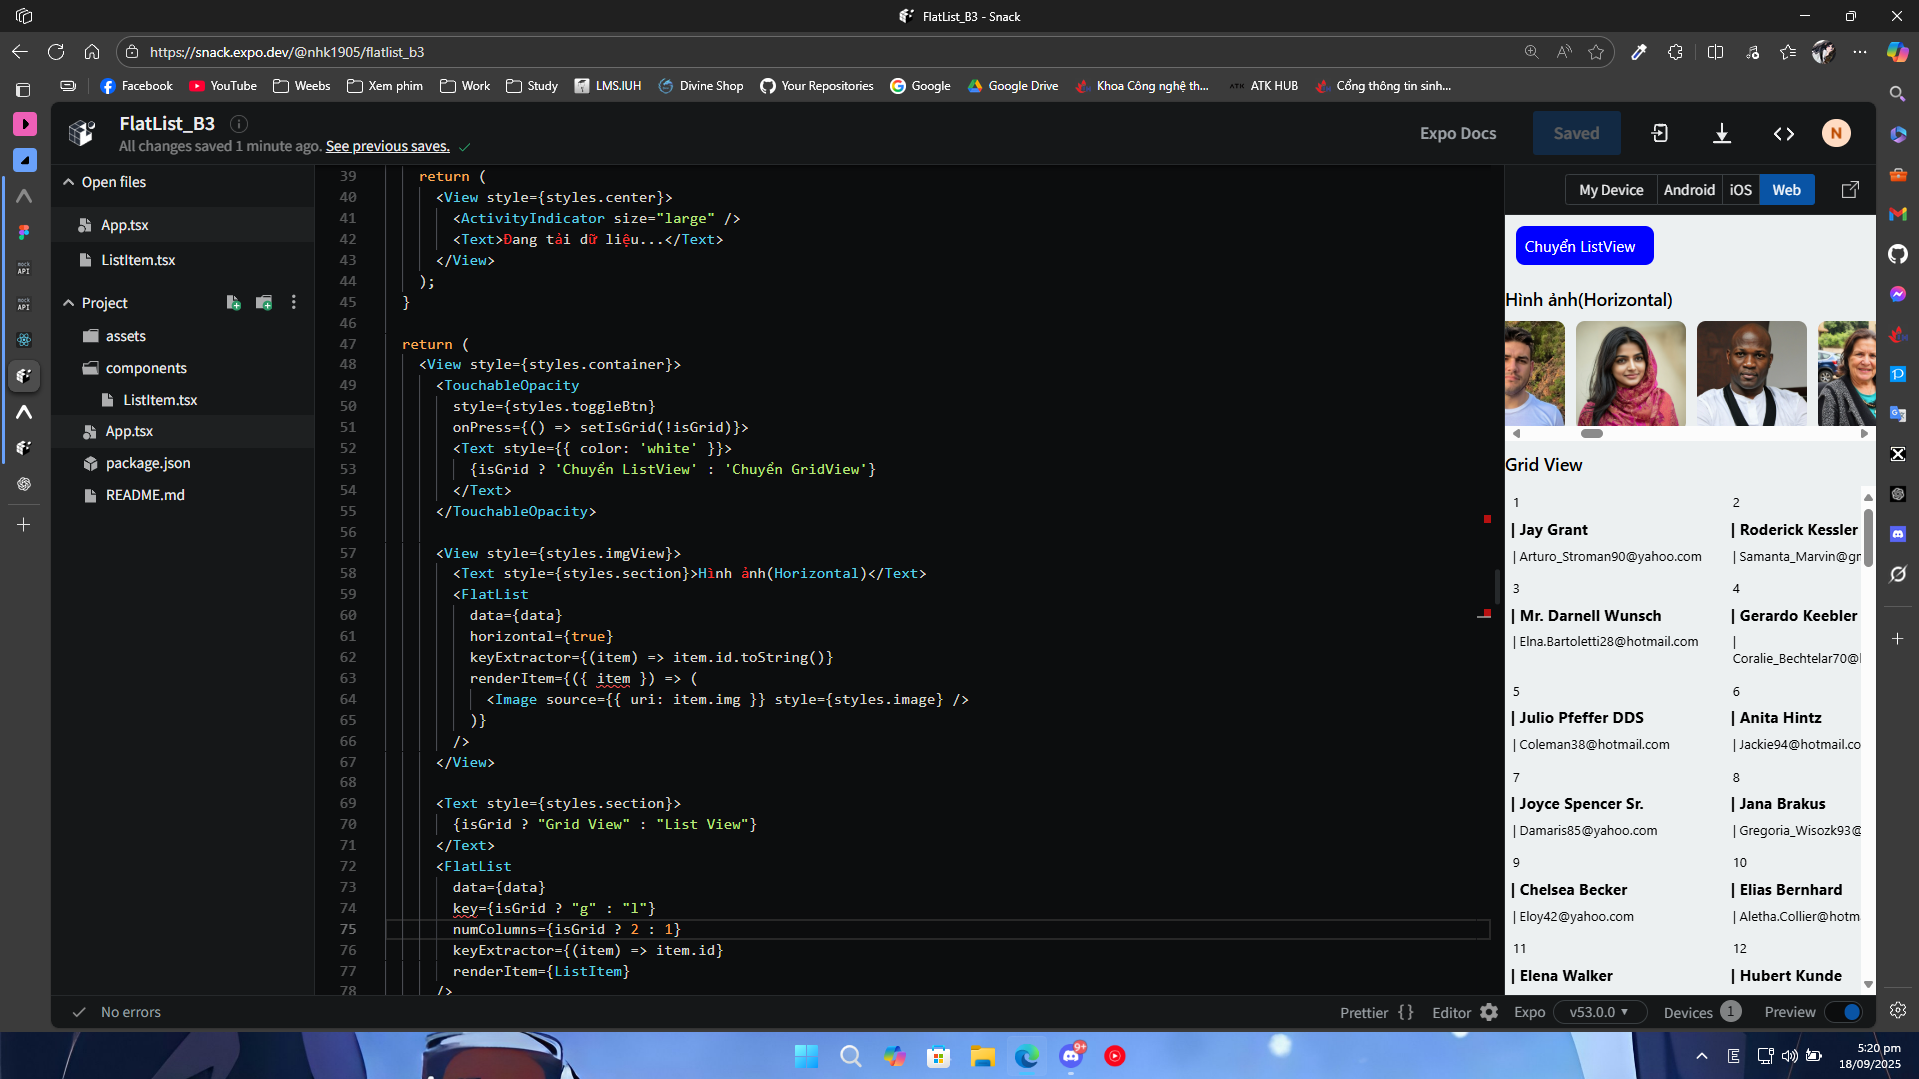 FlatList_B3 - Snack
https://snack.expo.dev/@nhk1905/flatlist_b3
Facebook YouTube Weebs Xem phim Work Study LMS.IUH Divine Shop Your Repositories Google Google Drive Khoa Công nghệ th... ATK HUB Cổng thông tin sinh...
FlatList_B3
All changes saved 1 minute ago. See previous saves.
Expo Docs
Saved
N
Open files
App.tsx
ListItem.tsx
Project
assets
components
ListItem.tsx
App.tsx
package.json
README.md
39 return (
40 <View style={styles.center}>
41 <ActivityIndicator size="large" />
42 <Text>Đang tải dữ liệu...</Text>
43 </View>
44 );
45 }
46
47 return (
48 <View style={styles.container}>
49 <TouchableOpacity
50 style={styles.toggleBtn}
51 onPress={() => setIsGrid(!isGrid)}>
52 <Text style={{ color: 'white' }}>
53 {isGrid ? 'Chuyển ListView' : 'Chuyển GridView'}
54 </Text>
55 </TouchableOpacity>
56
57 <View style={styles.imgView}>
58 <Text style={styles.section}>Hình ảnh(Horizontal)</Text>
59 <FlatList
60 data={data}
61 horizontal={true}
62 keyExtractor={(item) => item.id.toString()}
63 renderItem={({ item }) => (
64 <Image source={{ uri: item.img }} style={styles.image} />
65 )}
66 />
67 </View>
68
69 <Text style={styles.section}>
70 {isGrid ? "Grid View" : "List View"}
71 </Text>
72 <FlatList
73 data={data}
74 key={isGrid ? "g" : "l"}
75 numColumns={isGrid ? 2 : 1}
76 keyExtractor={(item) => item.id}
77 renderItem={ListItem}
78 />
My Device Android iOS Web
Chuyển ListView
Hình ảnh(Horizontal)
Grid View
1 2
| Jay Grant | Roderick Kessler
| Arturo_Stroman90@yahoo.com | Samanta_Marvin@gr
3 4
| Mr. Darnell Wunsch | Gerardo Keebler
| Elna.Bartoletti28@hotmail.com |
Coralie_Bechtelar70@
5 6
| Julio Pfeffer DDS | Anita Hintz
| Coleman38@hotmail.com | Jackie94@hotmail.co
7 8
| Joyce Spencer Sr. | Jana Brakus
| Damaris85@yahoo.com | Gregoria_Wisozk93@
9 10
| Chelsea Becker | Elias Bernhard
| Eloy42@yahoo.com | Aletha.Collier@hotm
11 12
| Elena Walker | Hubert Kunde
No errors
Prettier { } Editor Expo v53.0.0 Devices 1 Preview
9+
E
5:20 pm
18/09/2025